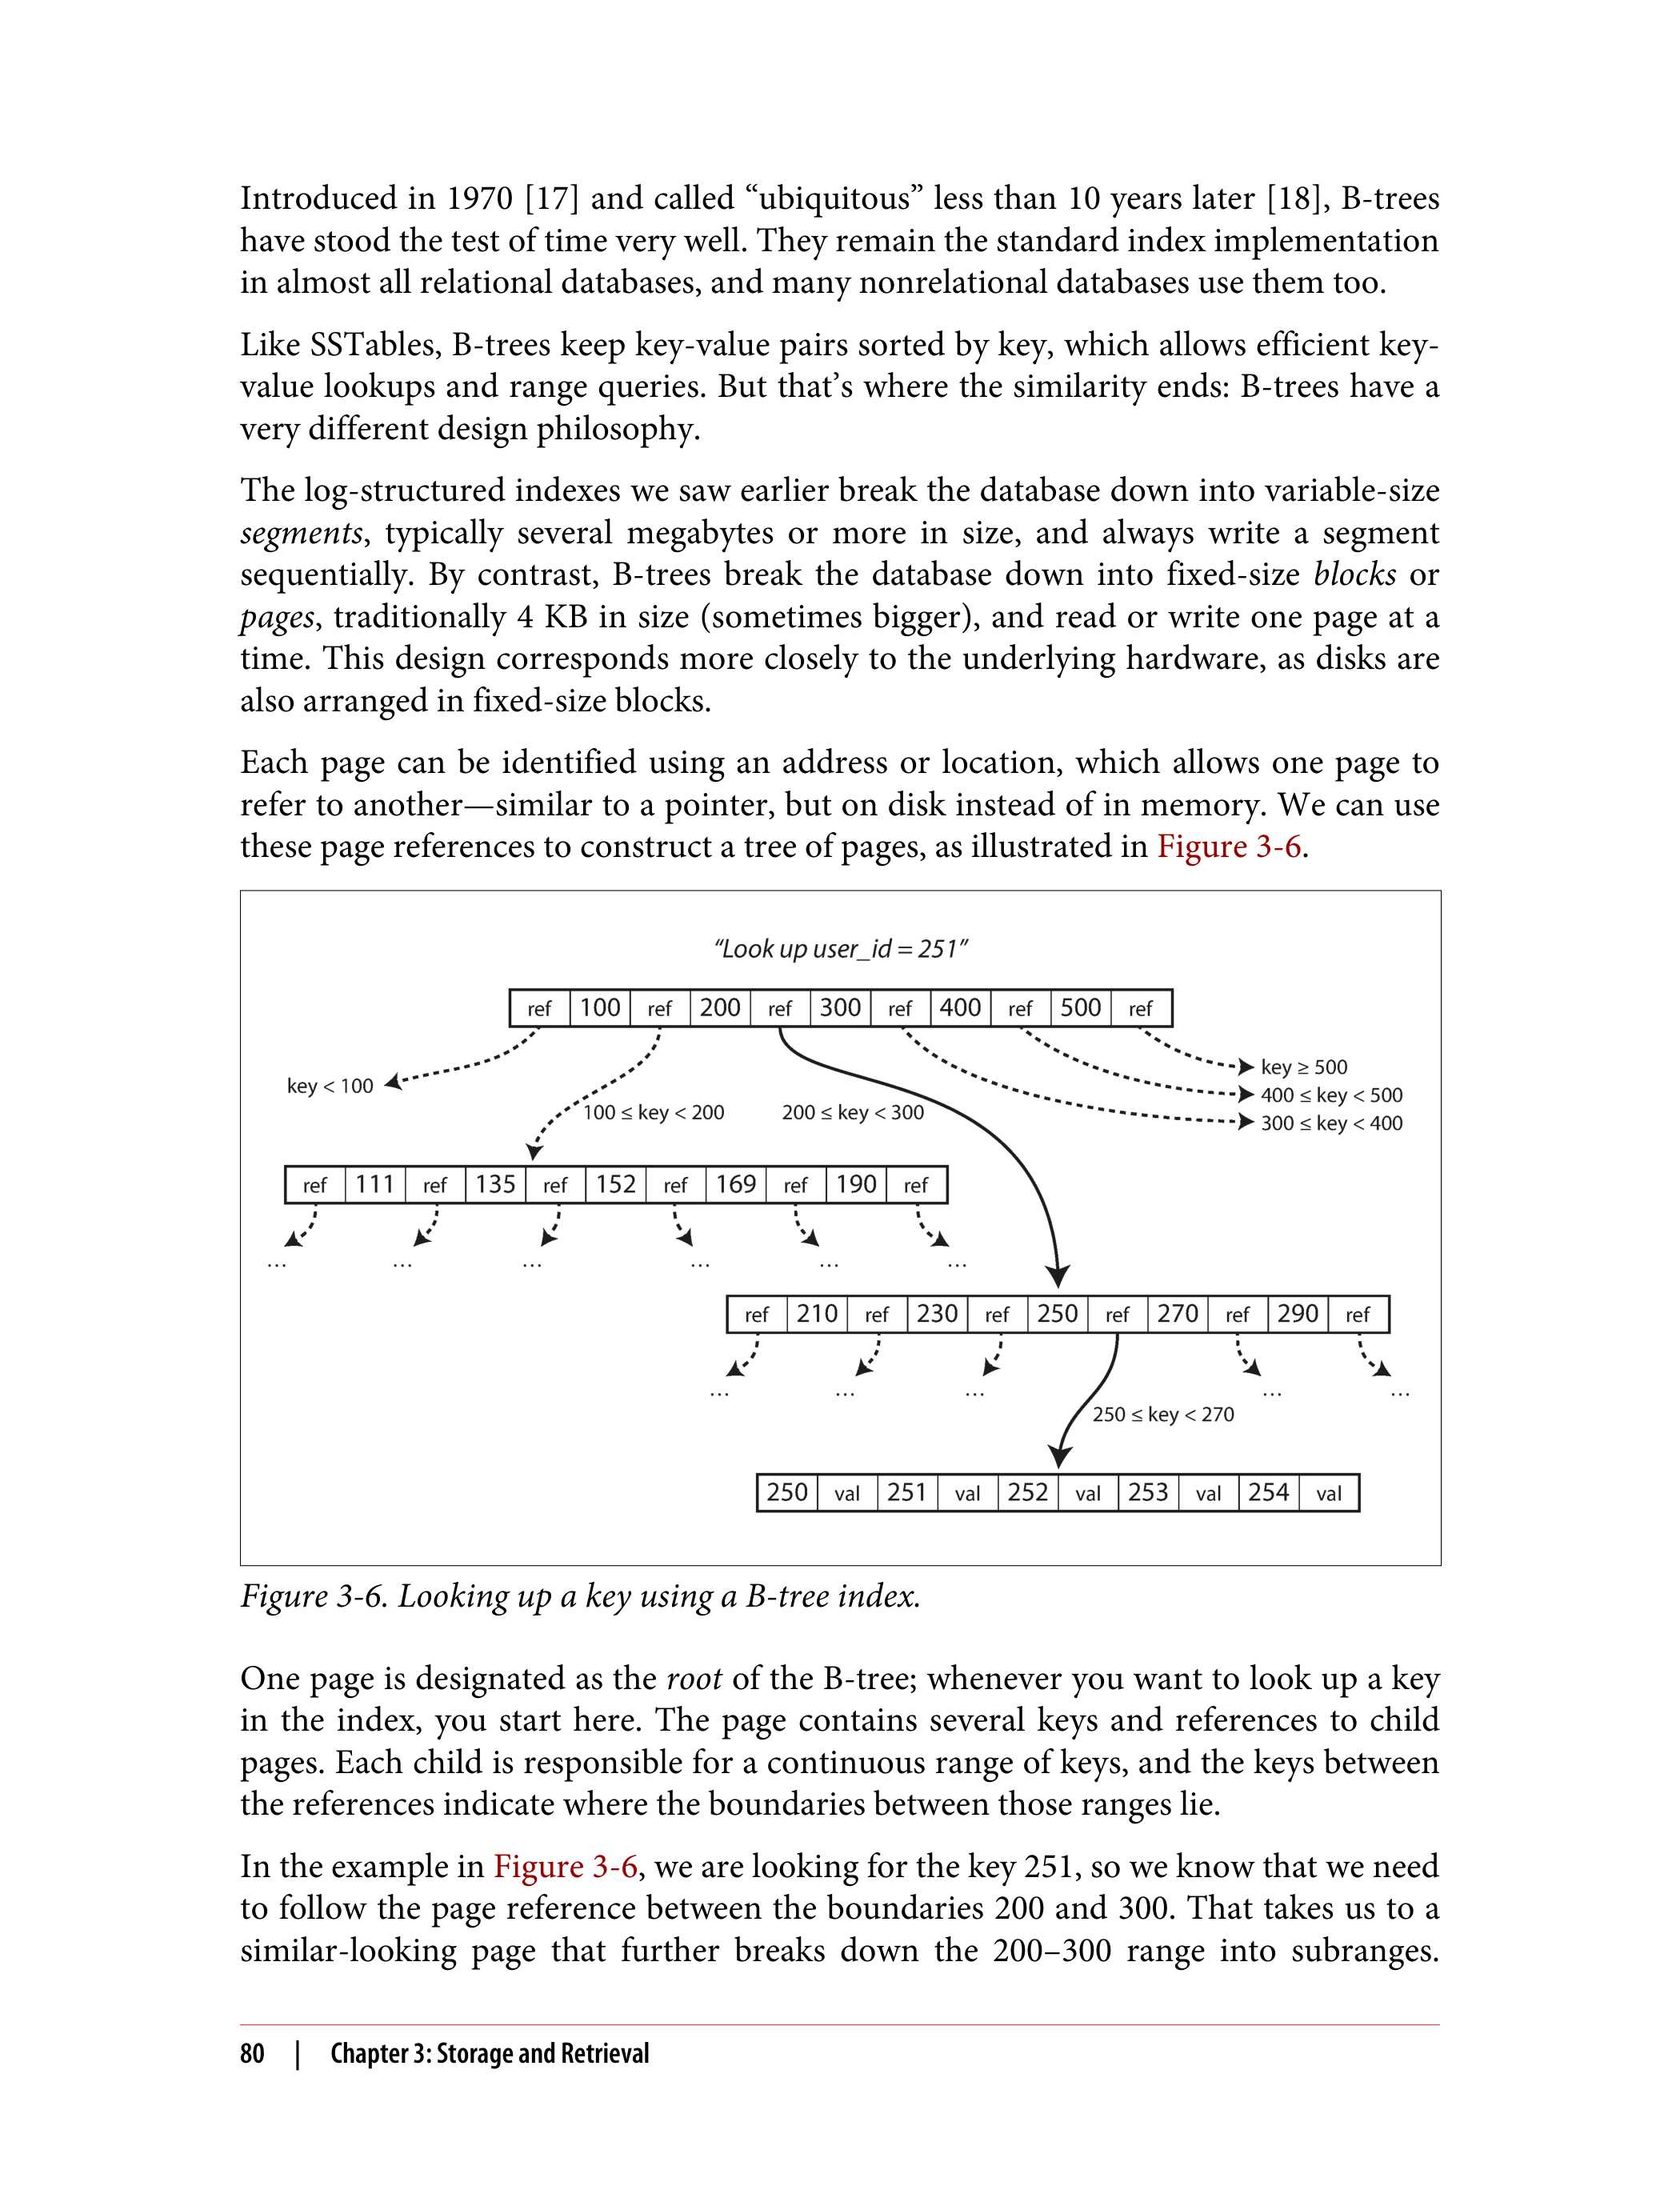 Introduced in 1970 [17] and called “ubiquitous” less than 10 years later [18], B-trees
have stood the test of time very well. They remain the standard index implementation
in almost all relational databases, and many nonrelational databases use them too.
Like SSTables, B-trees keep key-value pairs sorted by key, which allows efficient key-
value lookups and range queries. But that’s where the similarity ends: B-trees have a
very different design philosophy.
The log-structured indexes we saw earlier break the database down into variable-size
segments, typically several megabytes or more in size, and always write a segment
sequentially. By contrast, B-trees break the database down into fixed-size blocks or
pages, traditionally 4 KB in size (sometimes bigger), and read or write one page at a
time. This design corresponds more closely to the underlying hardware, as disks are
also arranged in fixed-size blocks.
Each page can be identified using an address or location, which allows one page to
refer to another—similar to a pointer, but on disk instead of in memory. We can use
these page references to construct a tree of pages, as illustrated in Figure 3-6.
“Look up user_id = 251”
ref 100 ref 200 ref 300 ref 400 ref 500 ref
key ≥ 500
key < 100
400 ≤ key < 500
100 ≤ key < 200 200 ≤ key < 300
300 ≤ key < 400
ref 111 ref 135 ref 152 ref 169 ref 190 ref
... ... ... ... ... ...
ref 210 ref 230 ref 250 ref 270 ref 290 ref
... ... ... ... ...
250 ≤ key < 270
250 val 251 val 252 val 253 val 254 val
Figure 3-6. Looking up a key using a B-tree index.
One page is designated as the root of the B-tree; whenever you want to look up a key
in the index, you start here. The page contains several keys and references to child
pages. Each child is responsible for a continuous range of keys, and the keys between
the references indicate where the boundaries between those ranges lie.
In the example in Figure 3-6, we are looking for the key 251, so we know that we need
to follow the page reference between the boundaries 200 and 300. That takes us to a
similar-looking page that further breaks down the 200–300 range into subranges.
80 | Chapter 3: Storage and Retrieval